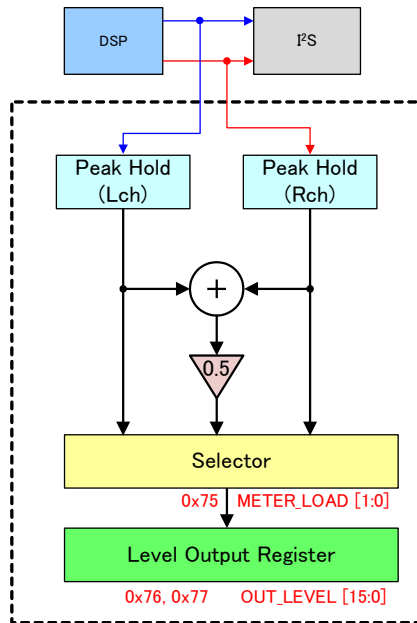 DSP
I²S
Peak Hold
(Lch)
Peak Hold
(Rch)
+
0.5
Selector
0x75 METER_LOAD [1:0]
Level Output Register
0x76, 0x77 OUT_LEVEL [15:0]